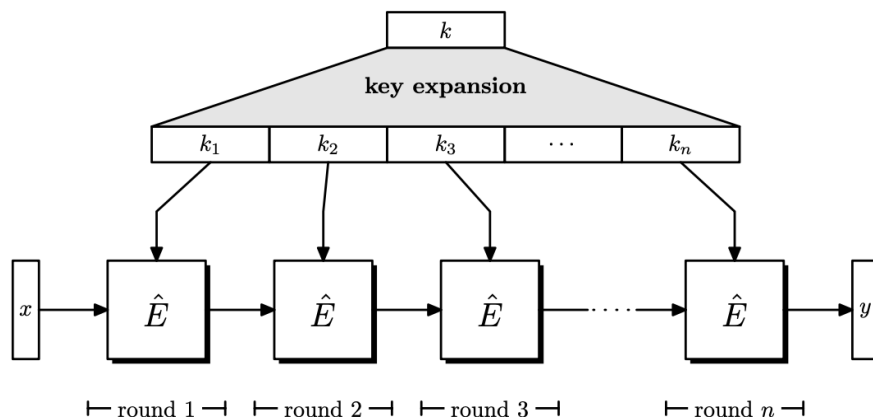 k
key expansion
k₁ k₂ k₃ ··· kₙ
x Ê Ê Ê ···· Ê y
round 1 round 2 round 3 round n